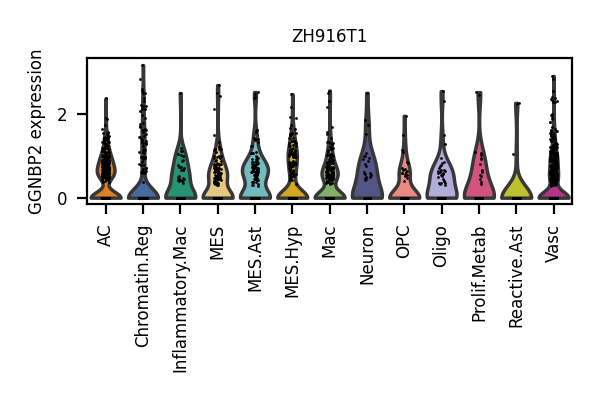 ZH916T1
GGNBP2 expression
2
0
AC
Chromatin.Reg
Inflammatory.Mac
MES
MES.Ast
MES.Hyp
Mac
Neuron
OPC
Oligo
Prolif.Metab
Reactive.Ast
Vasc